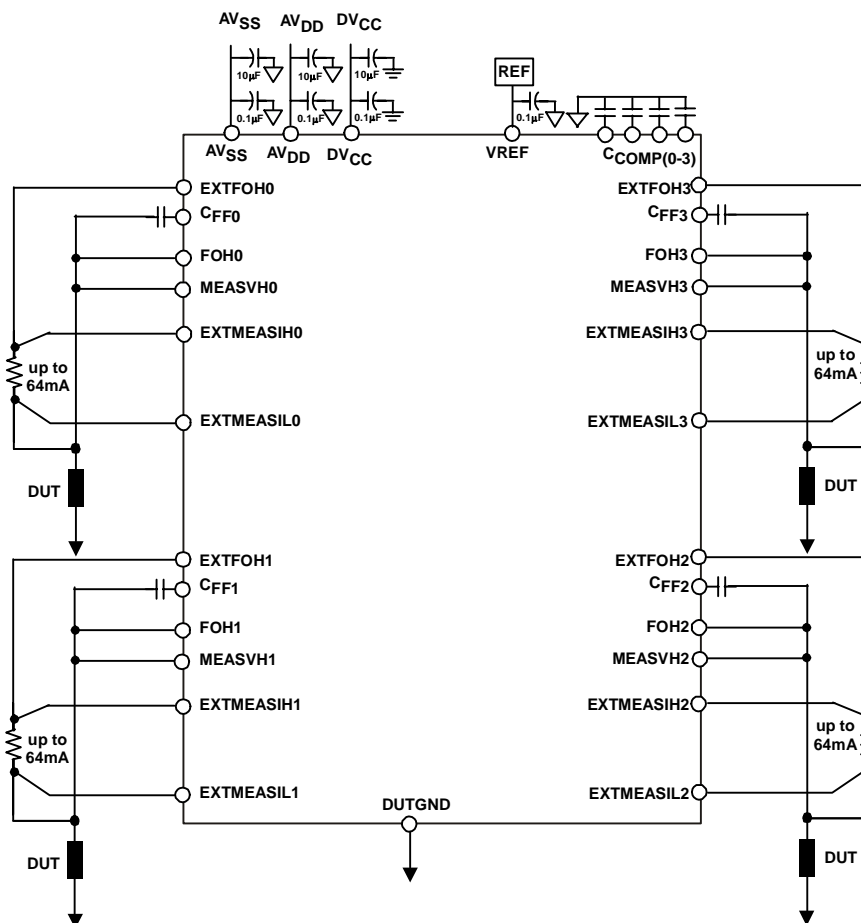 AVSS AVDD DVCC
10µF 10µF 10µF
REF
0.1µF 0.1µF 0.1µF 0.1µF
AVSS AVDD DVCC VREF CCOMP(0-3)
EXTFOH0
CFF0
FOH0
MEASVH0
EXTMEASIH0
up to
64mA
EXTMEASIL0
DUT
EXTFOH3
CFF3
FOH3
MEASVH3
EXTMEASIH3
up to
64mA
EXTMEASIL3
DUT
EXTFOH1
CFF1
FOH1
MEASVH1
EXTMEASIH1
up to
64mA
EXTMEASIL1
DUT
EXTFOH2
CFF2
FOH2
MEASVH2
EXTMEASIH2
up to
64mA
EXTMEASIL2
DUT
DUTGND